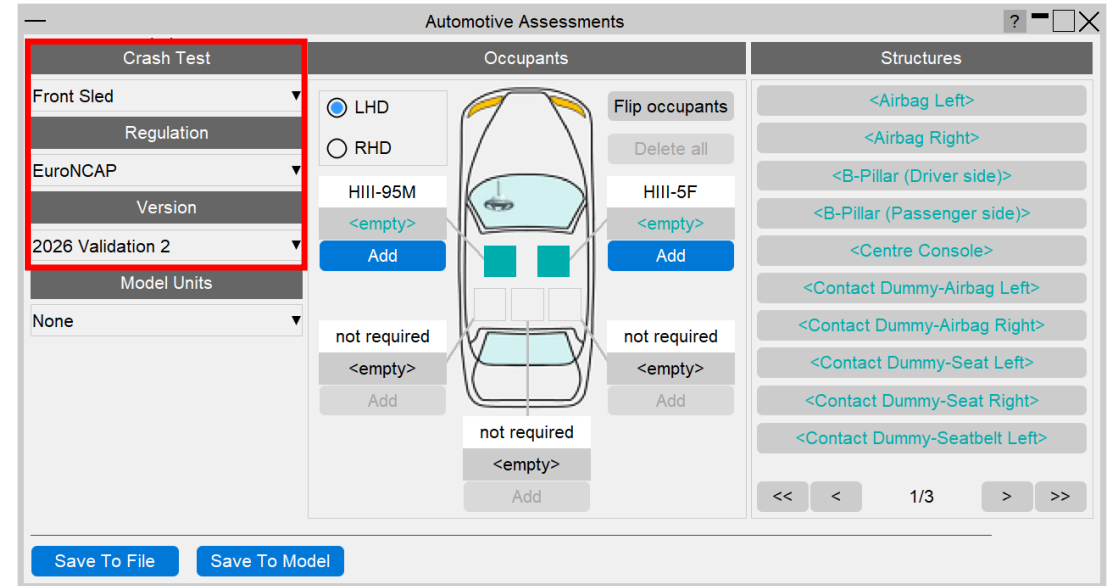 Automotive Assessments
?
Crash Test
Front Sled
Regulation
EuroNCAP
Version
2026 Validation 2
Model Units
None
Occupants
LHD
RHD
Flip occupants
Delete all
HIII-95M
<empty>
Add
HIII-5F
<empty>
Add
not required
<empty>
Add
not required
<empty>
Add
not required
<empty>
Add
Structures
<Airbag Left>
<Airbag Right>
<B-Pillar (Driver side)>
<B-Pillar (Passenger side)>
<Centre Console>
<Contact Dummy-Airbag Left>
<Contact Dummy-Airbag Right>
<Contact Dummy-Seat Left>
<Contact Dummy-Seat Right>
<Contact Dummy-Seatbelt Left>
<< < 1/3 > >>
Save To File
Save To Model